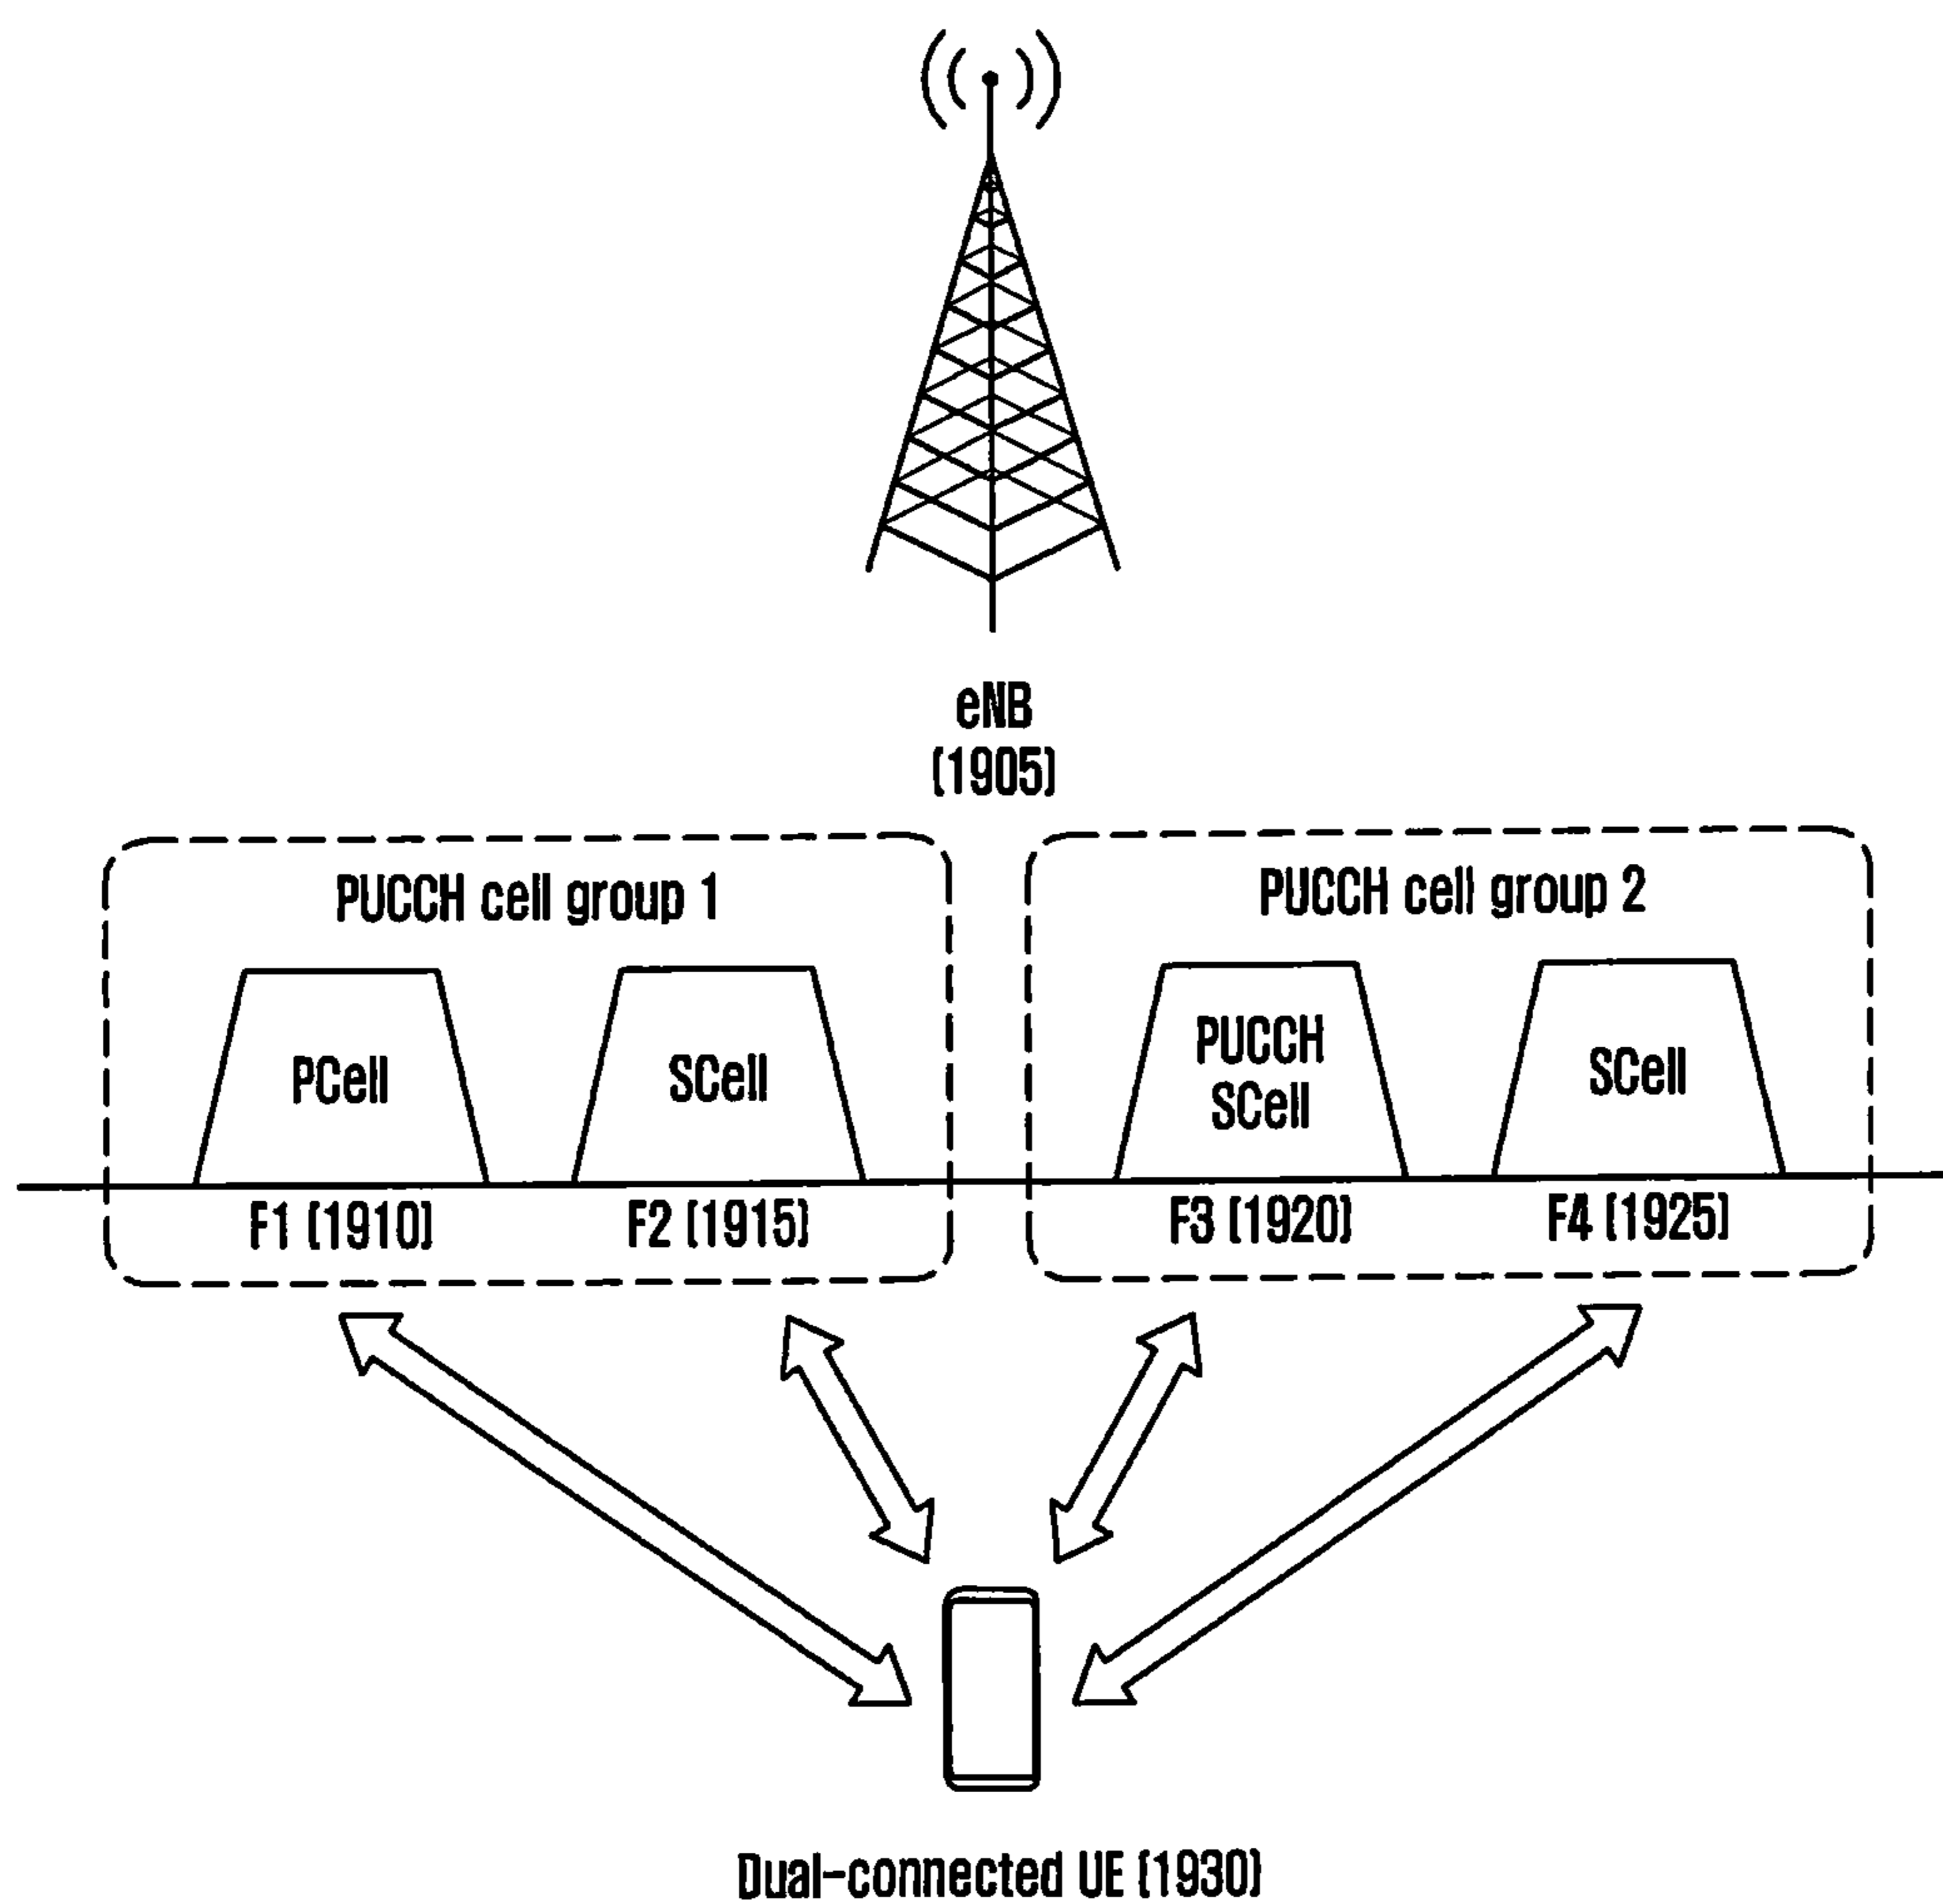 eNB
(1905)
PUCCH cell group 1
PUCCH cell group 2
PCell
SCell
PUCCH
SCell
SCell
F1 (1910)
F2 (1915)
F3 (1920)
F4 (1925)
Dual-connected UE (1930)